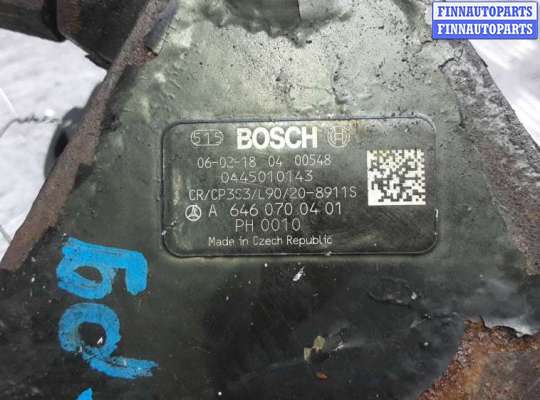 FINNAUTOPARTS
FINNAUTOPARTS
515 BOSCH
06-02-18 04 00548
0445010143
CR/CP3S3/L90/20-8911S
A 646 070 04 01
PH 0010
Made in Czech Republic